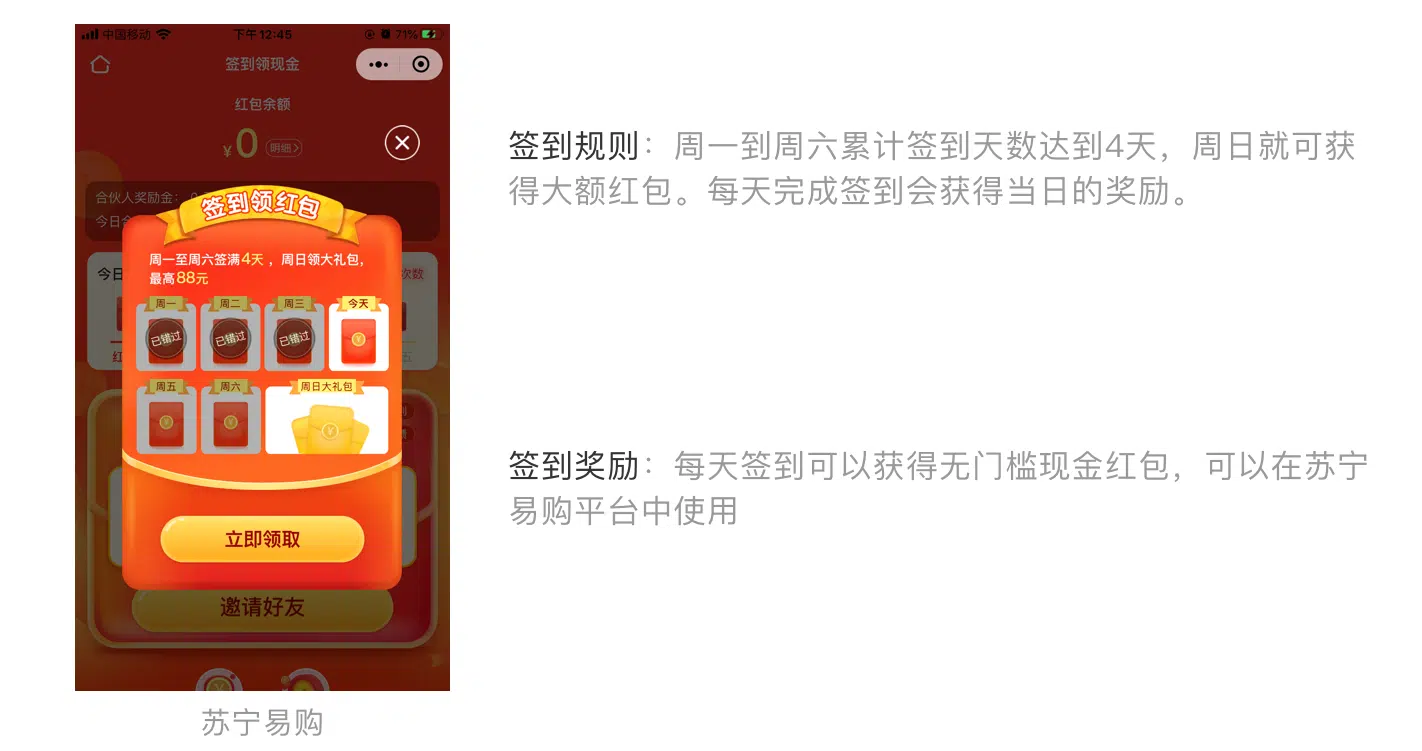 中国移动
下午12:45
71%
签到领现金
红包余额
¥0
明细>
合伙人奖励金：
今日
签到领红包
周一至周六签满4天，周日领大礼包，
最高88元
今日
次数
周一
周二
周三
今天
已错过
已错过
已错过
红
五
周五
周六
周日大礼包
立即领取
邀请好友
苏宁易购
签到规则：周一到周六累计签到天数达到4天，周日就可获
得大额红包。每天完成签到会获得当日的奖励。
签到奖励：每天签到可以获得无门槛现金红包，可以在苏宁
易购平台中使用